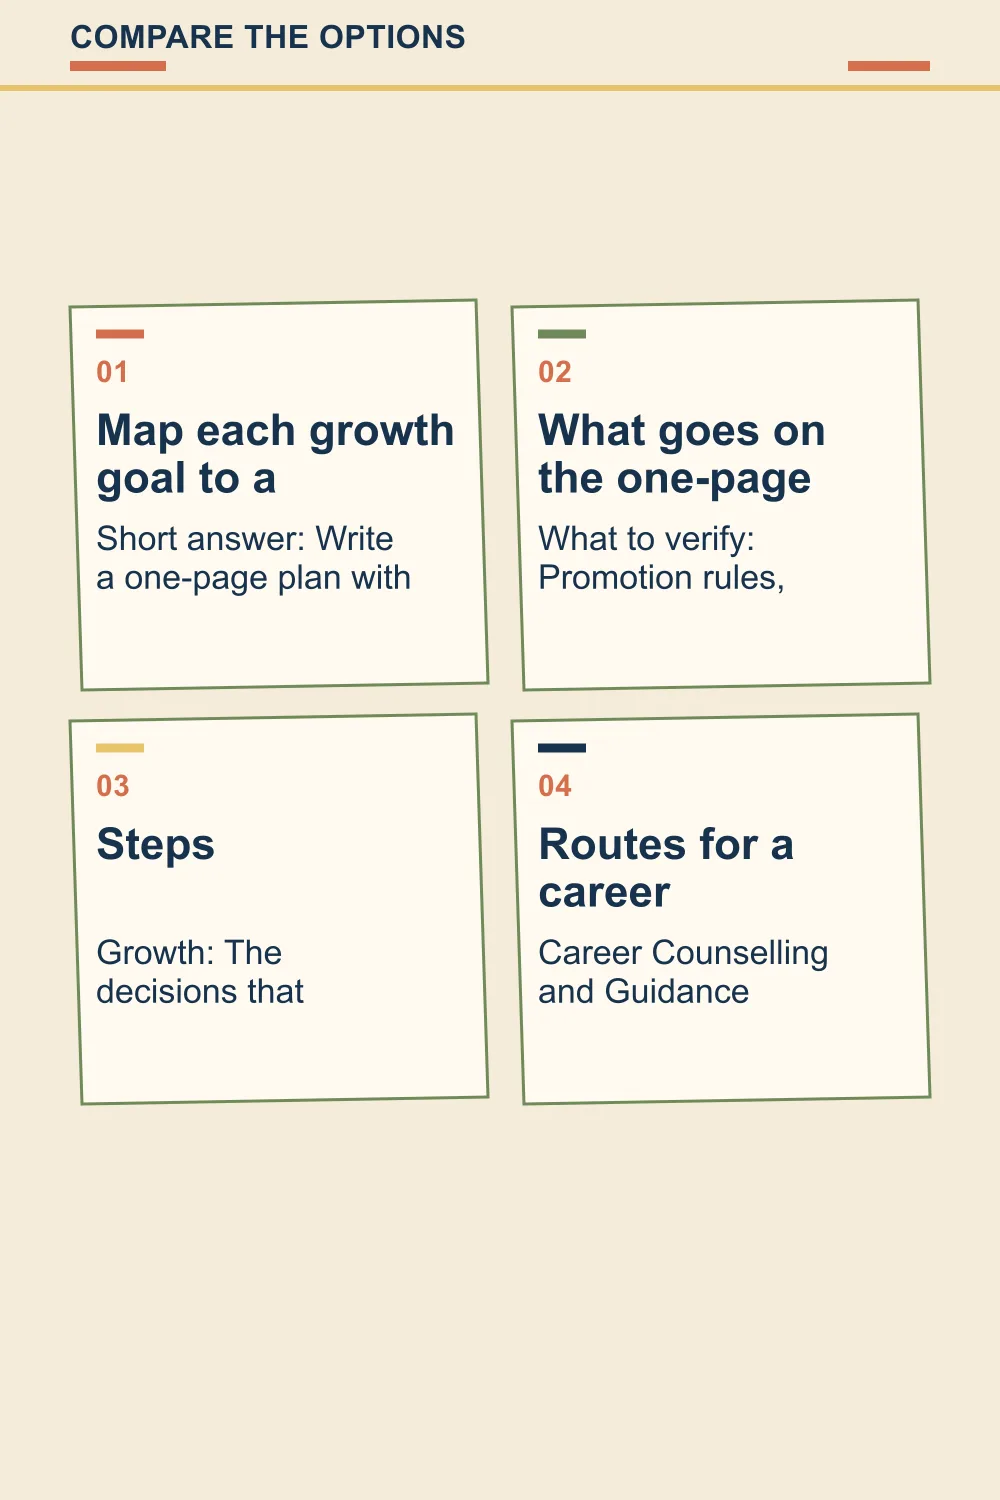 COMPARE THE OPTIONS
01
Map each growth
goal to a
Short answer: Write
a one-page plan with
02
What goes on
the one-page
What to verify:
Promotion rules,
03
Steps
Growth: The
decisions that
04
Routes for a
career
Career Counselling
and Guidance